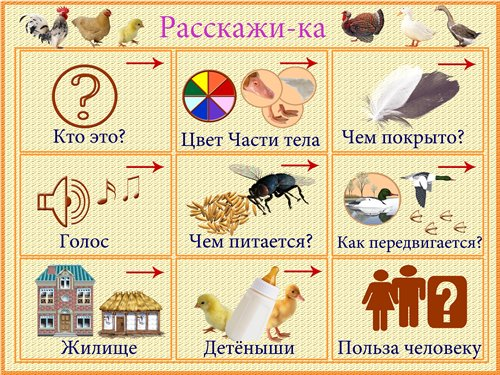 Расскажи-ка
Кто это?
Цвет Части тела
Чем покрыто?
Голос
Чем питается?
Как передвигается?
Жилище
Детёныши
Польза человеку